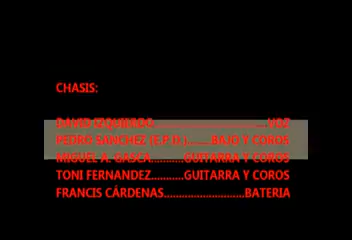 CHASIS:
DAVID IZQUIERDO..............................VOZ
PEDRO SANCHEZ (E.P.D.).......BAJO Y COROS
MIGUEL A. GASCA...........GUITARRA Y COROS
TONI FERNANDEZ...........GUITARRA Y COROS
FRANCIS CÁRDENAS...........................BATERIA